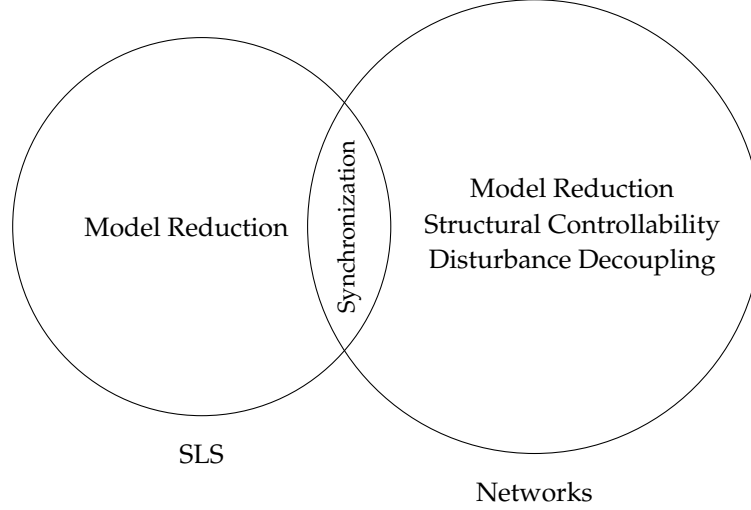 Model Reduction
Synchronization
Model Reduction
Structural Controllability
Disturbance Decoupling
SLS
Networks